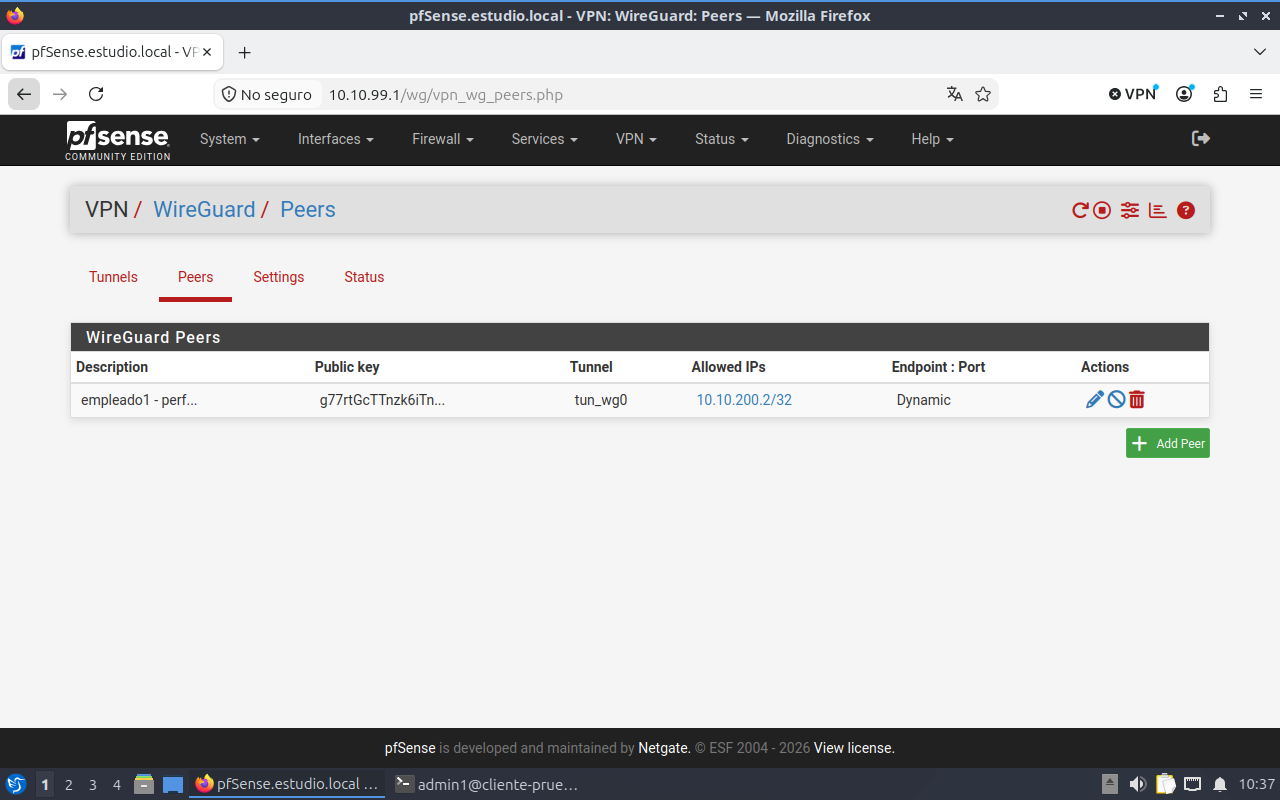 pfSense.estudio.local - VPN: WireGuard: Peers — Mozilla Firefox
pfSense.estudio.local - VP
No seguro 10.10.99.1/wg/vpn_wg_peers.php VPN
pfsense COMMUNITY EDITION
System Interfaces Firewall Services VPN Status Diagnostics Help
VPN / WireGuard / Peers
Tunnels Peers Settings Status
WireGuard Peers
Description Public key Tunnel Allowed IPs Endpoint : Port Actions
empleado1 - perf... g77rtGcTTnzk6iTn... tun_wg0 10.10.200.2/32 Dynamic
Add Peer
pfSense is developed and maintained by Netgate. © ESF 2004 - 2026 View license.
1 2 3 4 pfSense.estudio.local ... admin1@cliente-prue... 10:37